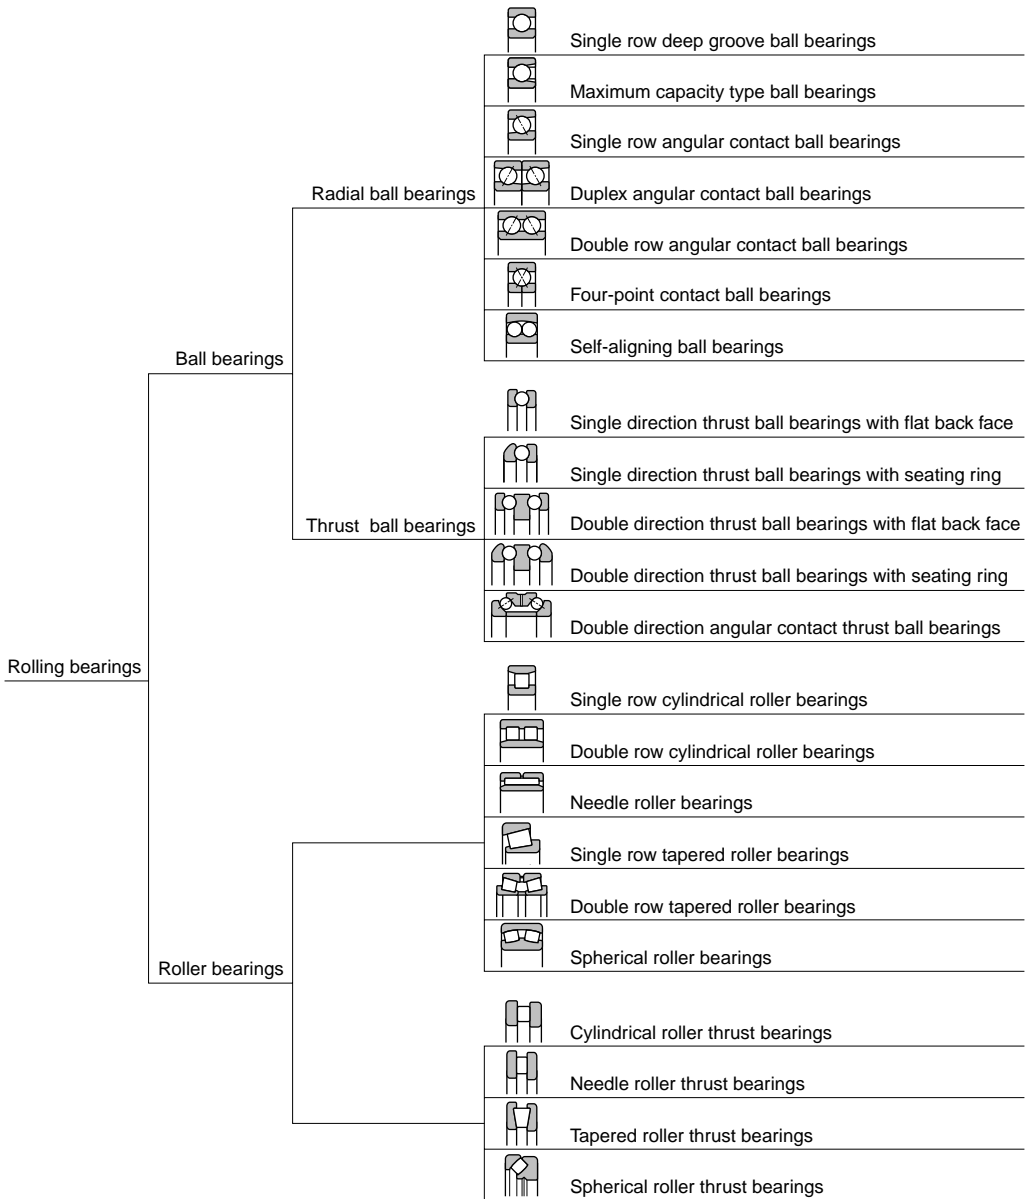 Single row deep groove ball bearings
Maximum capacity type ball bearings
Single row angular contact ball bearings
Radial ball bearings
Duplex angular contact ball bearings
Double row angular contact ball bearings
Four-point contact ball bearings
Self-aligning ball bearings
Ball bearings
Single direction thrust ball bearings with flat back face
Single direction thrust ball bearings with seating ring
Thrust ball bearings
Double direction thrust ball bearings with flat back face
Double direction thrust ball bearings with seating ring
Double direction angular contact thrust ball bearings
Rolling bearings
Single row cylindrical roller bearings
Double row cylindrical roller bearings
Needle roller bearings
Single row tapered roller bearings
Double row tapered roller bearings
Spherical roller bearings
Roller bearings
Cylindrical roller thrust bearings
Needle roller thrust bearings
Tapered roller thrust bearings
Spherical roller thrust bearings